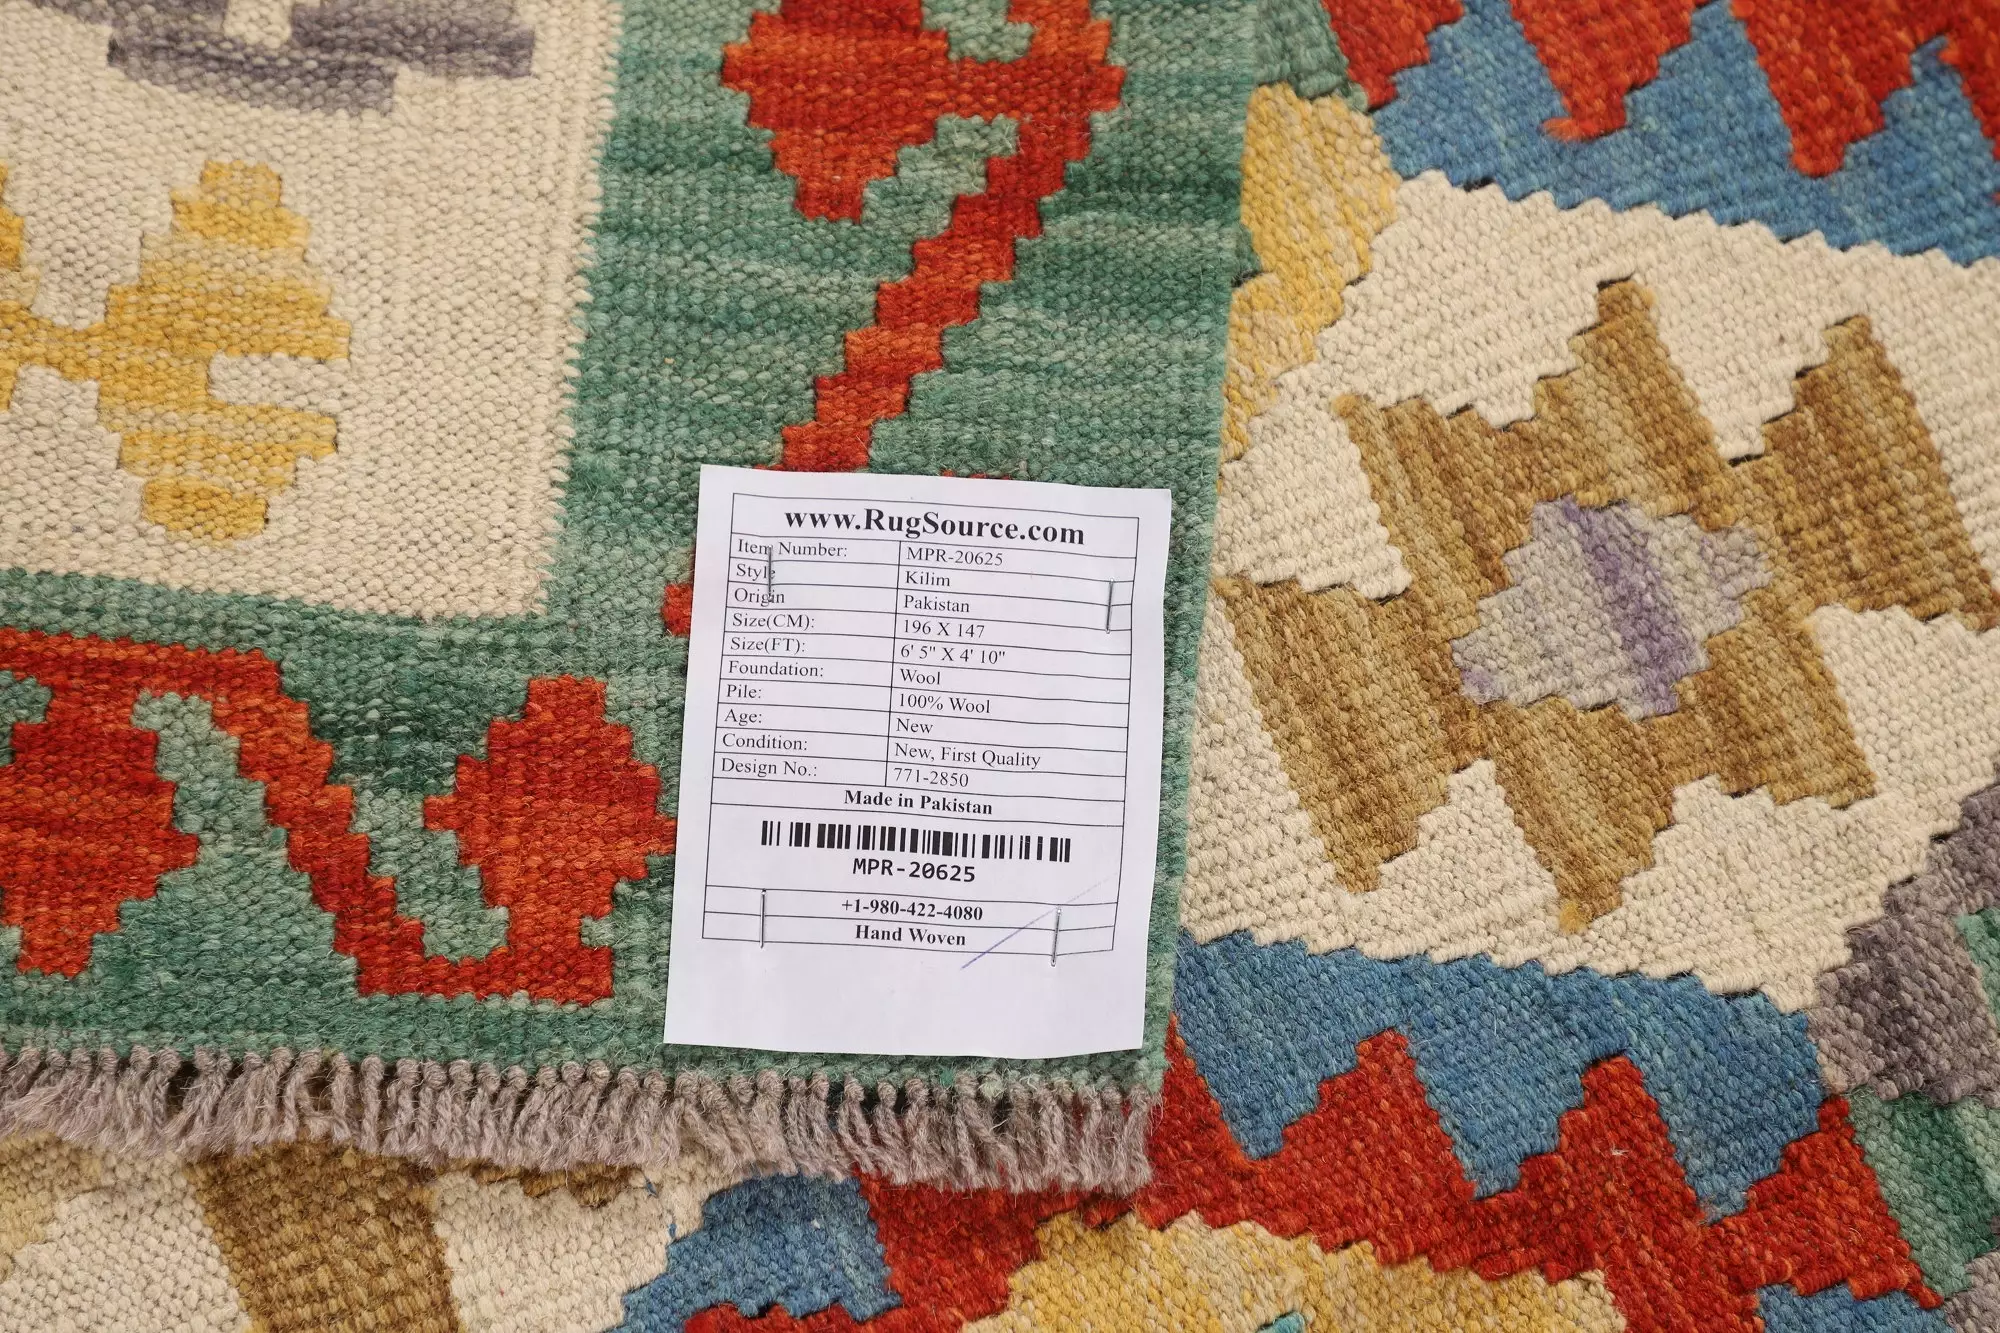 www.RugSource.com
Item Number: MPR-20625
Style Kilim
Origin Pakistan
Size(CM): 196 X 147
Size(FT): 6' 5" X 4' 10"
Foundation: Wool
Pile: 100% Wool
Age: New
Condition: New, First Quality
Design No.: 771-2850
Made in Pakistan
MPR-20625
+1-980-422-4080
Hand Woven